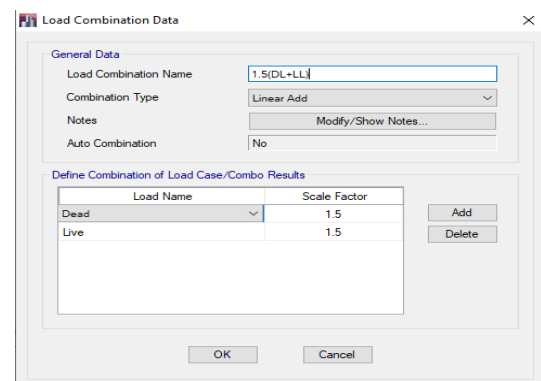 Load Combination Data
General Data
Load Combination Name 1.5(DL+LL)
Combination Type Linear Add
Notes Modify/Show Notes...
Auto Combination No
Define Combination of Load Case/Combo Results
Load Name Scale Factor
Dead 1.5 Add
Live 1.5 Delete
OK Cancel